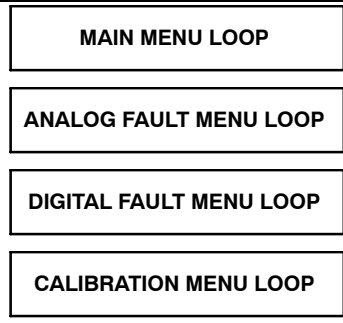 MAIN MENU LOOP
ANALOG FAULT MENU LOOP
DIGITAL FAULT MENU LOOP
CALIBRATION MENU LOOP